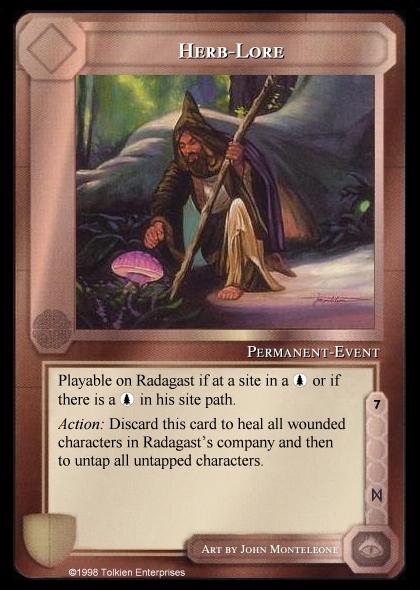 Herb-Lore
Permanent-Event
Playable on Radagast if at a site in a or if
there is a in his site path.
Action: Discard this card to heal all wounded
characters in Radagast's company and then
to untap all untapped characters.
7
Art by John Monteleone
©1998 Tolkien Enterprises